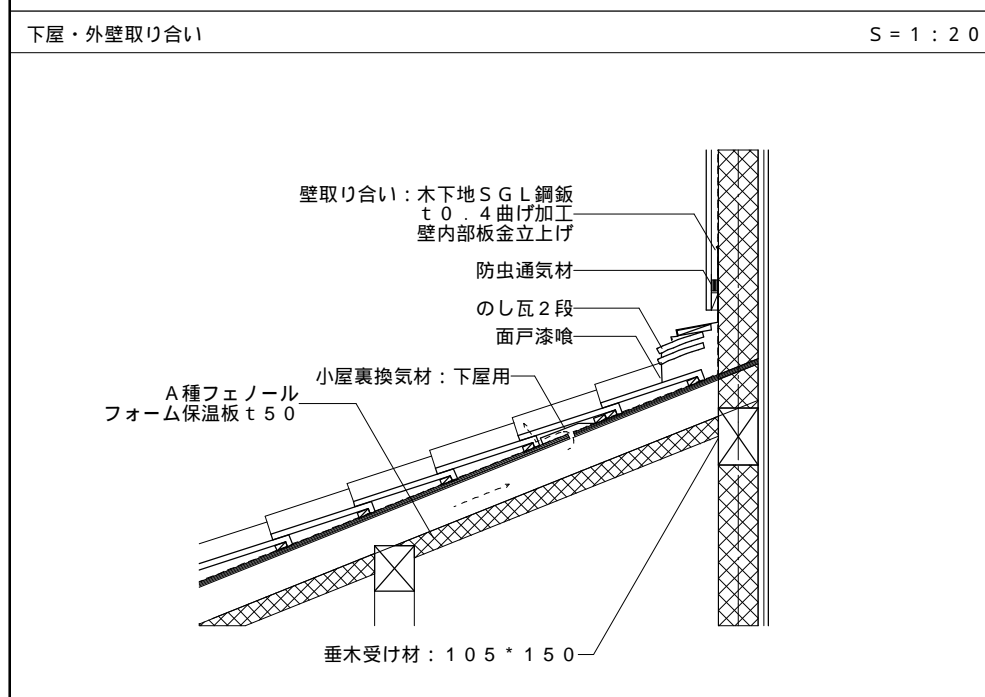 下屋・外壁取り合い
S=1:20
壁取り合い:木下地SGL鋼鈑
t0.4曲げ加工
壁内部板金立上げ
防虫通気材
のし瓦2段
面戸漆喰
小屋裏換気材:下屋用
A種フェノール
フォーム保温板t50
垂木受け材:105*150